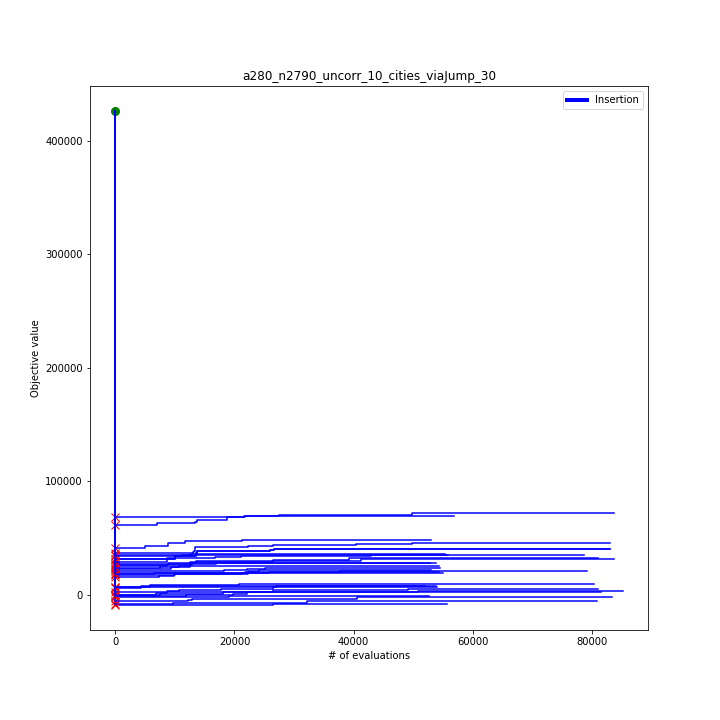 a280_n2790_uncorr_10_cities_viaJump_30
Insertion
400000
300000
200000
100000
0
Objective value
0 20000 40000 60000 80000
# of evaluations